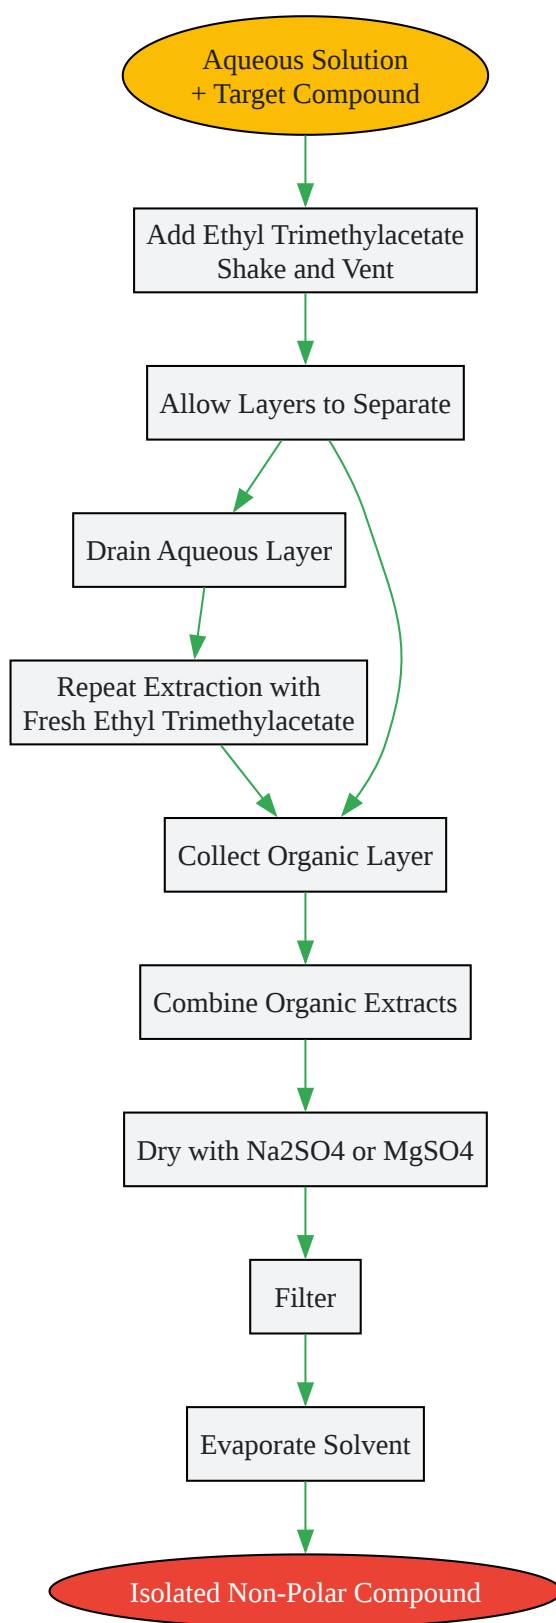 Aqueous Solution
+ Target Compound
Add Ethyl Trimethylacetate
Shake and Vent
Allow Layers to Separate
Drain Aqueous Layer
Repeat Extraction with
Fresh Ethyl Trimethylacetate
Collect Organic Layer
Combine Organic Extracts
Dry with Na2SO4 or MgSO4
Filter
Evaporate Solvent
Isolated Non-Polar Compound